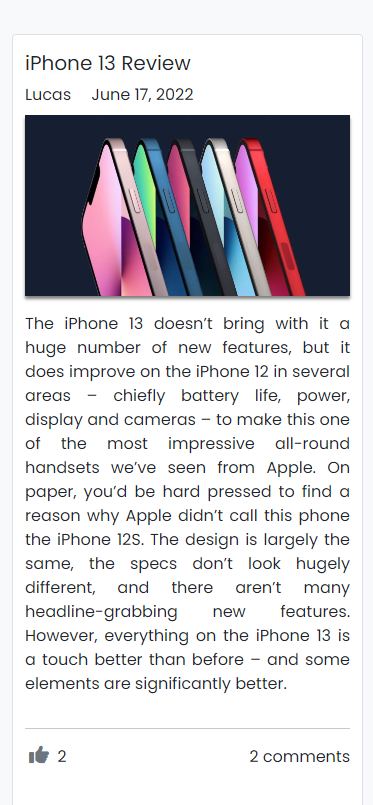 iPhone 13 Review
Lucas June 17, 2022
The iPhone 13 doesn’t bring with it a
huge number of new features, but it
does improve on the iPhone 12 in several
areas – chiefly battery life, power,
display and cameras – to make this one
of the most impressive all-round
handsets we’ve seen from Apple. On
paper, you’d be hard pressed to find a
reason why Apple didn’t call this phone
the iPhone 12S. The design is largely the
same, the specs don’t look hugely
different, and there aren’t many
headline-grabbing new features.
However, everything on the iPhone 13 is
a touch better than before – and some
elements are significantly better.
2 2 comments